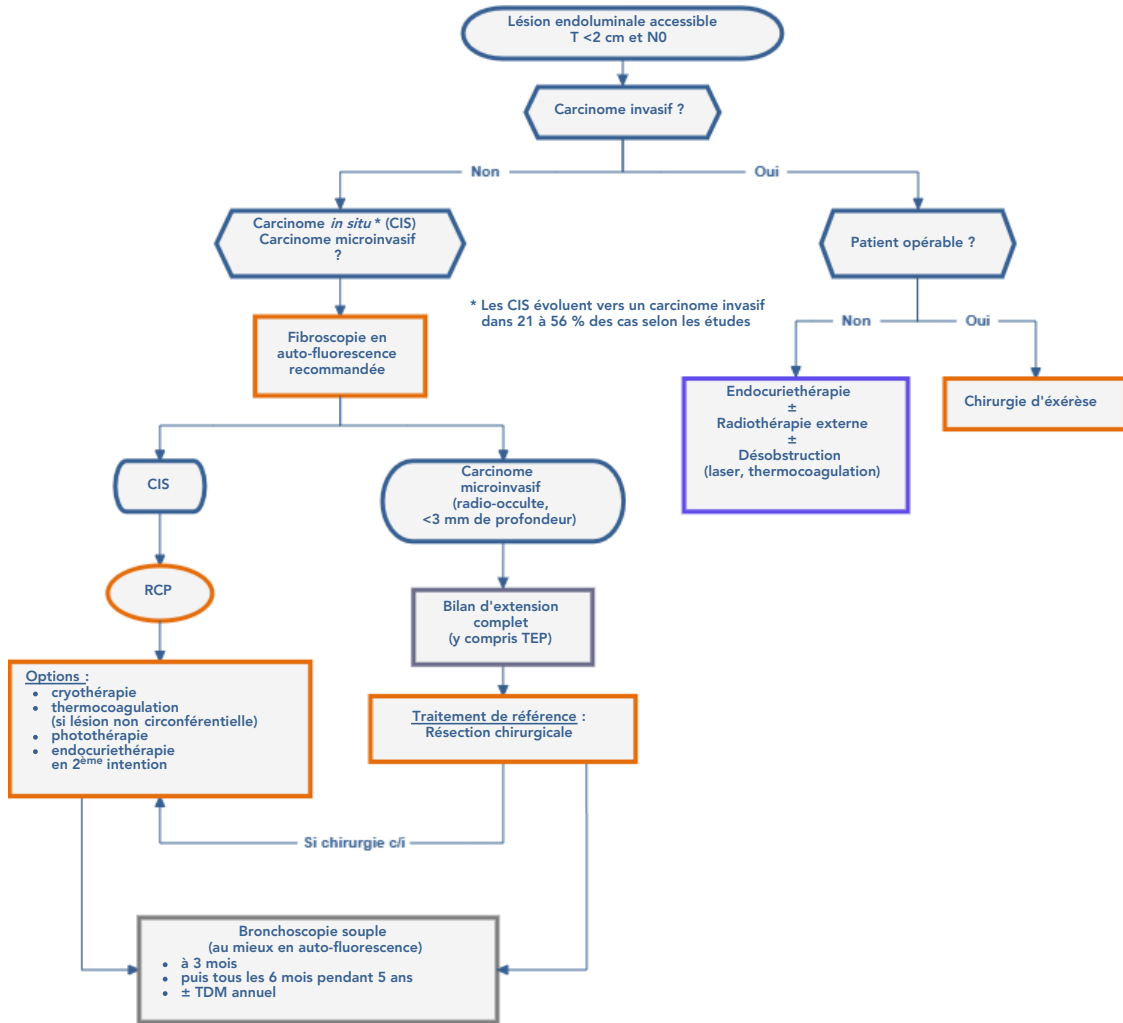 Lésion endoluminale accessible
T <2 cm et N0
Carcinome invasif ?
Non
Oui
Carcinome in situ * (CIS)
Carcinome microinvasif
?
Patient opérable ?
* Les CIS évoluent vers un carcinome invasif
dans 21 à 56 % des cas selon les études
Non
Oui
Fibroscopie en
auto-fluorescence
recommandée
Endocuriethérapie
±
Radiothérapie externe
±
Désobstruction
(laser, thermocoagulation)
Chirurgie d'éxérèse
CIS
Carcinome
microinvasif
(radio-occulte,
<3 mm de profondeur)
RCP
Bilan d'extension
complet
(y compris TEP)
Options :
• cryothérapie
• thermocoagulation
(si lésion non circonférentielle)
• photothérapie
• endocuriethérapie
en 2ème intention
Traitement de référence :
Résection chirurgicale
Si chirurgie c/i
Bronchoscopie souple
(au mieux en auto-fluorescence)
• à 3 mois
• puis tous les 6 mois pendant 5 ans
• ± TDM annuel